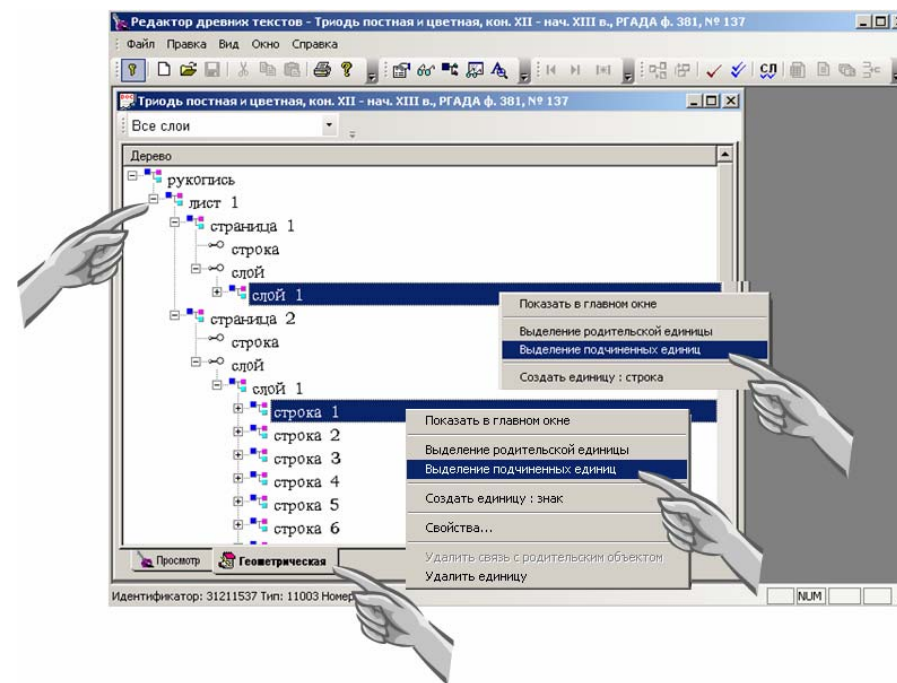 Редактор древних текстов - Триодь постная и цветная, кон. XII - нач. XIII в., РГАДА ф. 381, № 137
Файл Правка Вид Окно Справка
Триодь постная и цветная, кон. XII - нач. XIII в., РГАДА ф. 381, № 137
Все слои
Дерево
рукопись
лист 1
страница 1
строка
слой
слой 1
Показать в главном окне
Выделение родительской единицы
Выделение подчиненных единиц
Создать единицу : строка
страница 2
строка
слой
слой 1
строка 1
строка 2
строка 3
строка 4
строка 5
строка 6
Показать в главном окне
Выделение родительской единицы
Выделение подчиненных единиц
Создать единицу : знак
Свойства...
Удалить связь с родительским объектом
Удалить единицу
Просмотр Геометрическая
Идентификатор: 31211537 Тип: 11003 Номер NUM